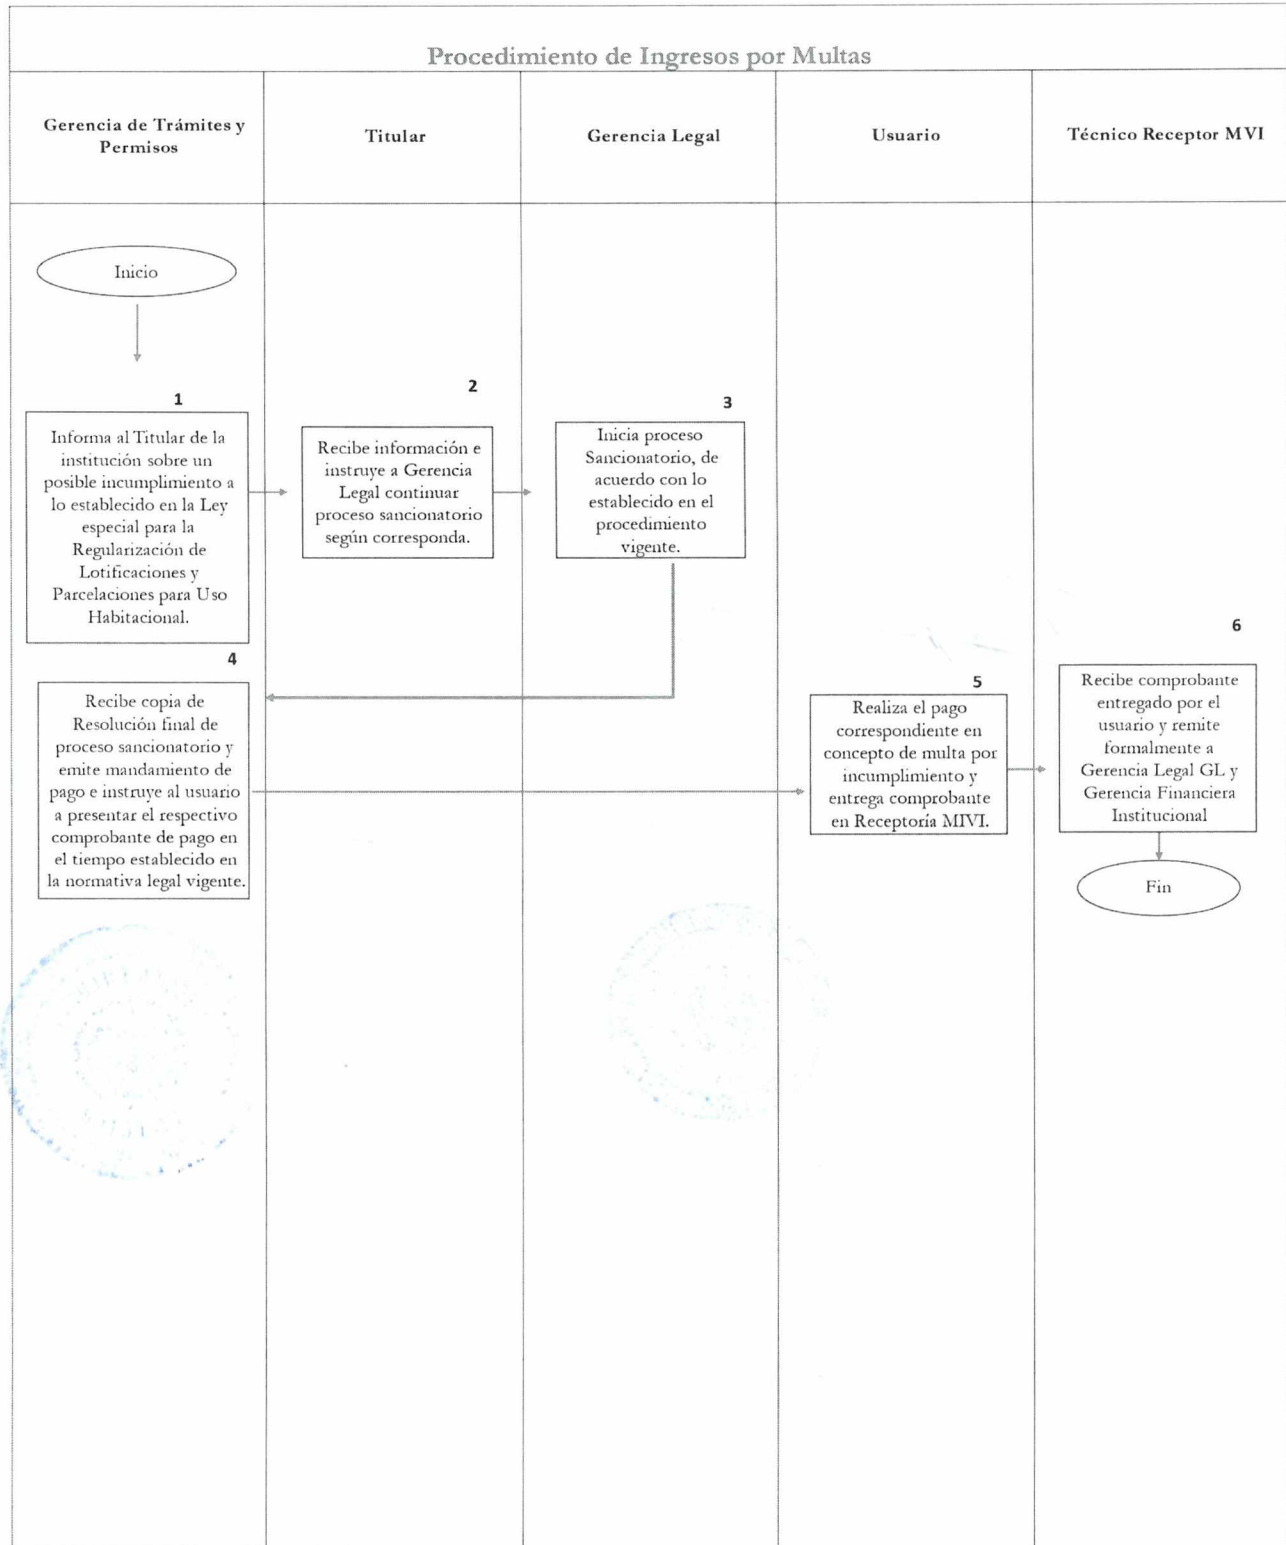 Procedimiento de Ingresos por Multas
Gerencia de Trámites y
Permisos
Titular
Gerencia Legal
Usuario
Técnico Receptor MVI
Inicio
1
Informa al Titular de la
institución sobre un
posible incumplimiento a
lo establecido en la Ley
especial para la
Regularización de
Lotificaciones y
Parcelaciones para Uso
Habitacional.
2
Recibe información e
instruye a Gerencia
Legal continuar
proceso sancionatorio
según corresponda.
3
Inicia proceso
Sancionatorio, de
acuerdo con lo
establecido en el
procedimiento
vigente.
4
Recibe copia de
Resolución final de
proceso sancionatorio y
emite mandamiento de
pago e instruye al usuario
a presentar el respectivo
comprobante de pago en
el tiempo establecido en
la normativa legal vigente.
5
Realiza el pago
correspondiente en
concepto de multa por
incumplimiento y
entrega comprobante
en Receptoría MIVI.
6
Recibe comprobante
entregado por el
usuario y remite
formalmente a
Gerencia Legal GL y
Gerencia Financiera
Institucional
Fin